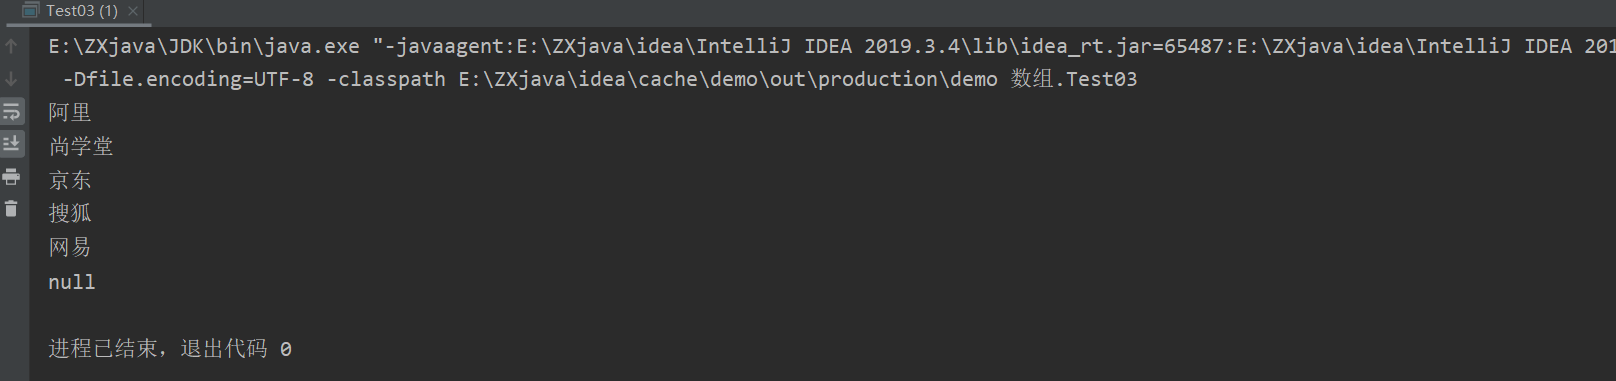 Test03 (1)
E:\ZXjava\JDK\bin\java.exe "-javaagent:E:\ZXjava\idea\IntelliJ IDEA 2019.3.4\lib\idea_rt.jar=65487:E:\ZXjava\idea\IntelliJ IDEA 201
-Dfile.encoding=UTF-8 -classpath E:\ZXjava\idea\cache\demo\out\production\demo 数组.Test03
阿里
尚学堂
京东
搜狐
网易
null
进程已结束，退出代码 0